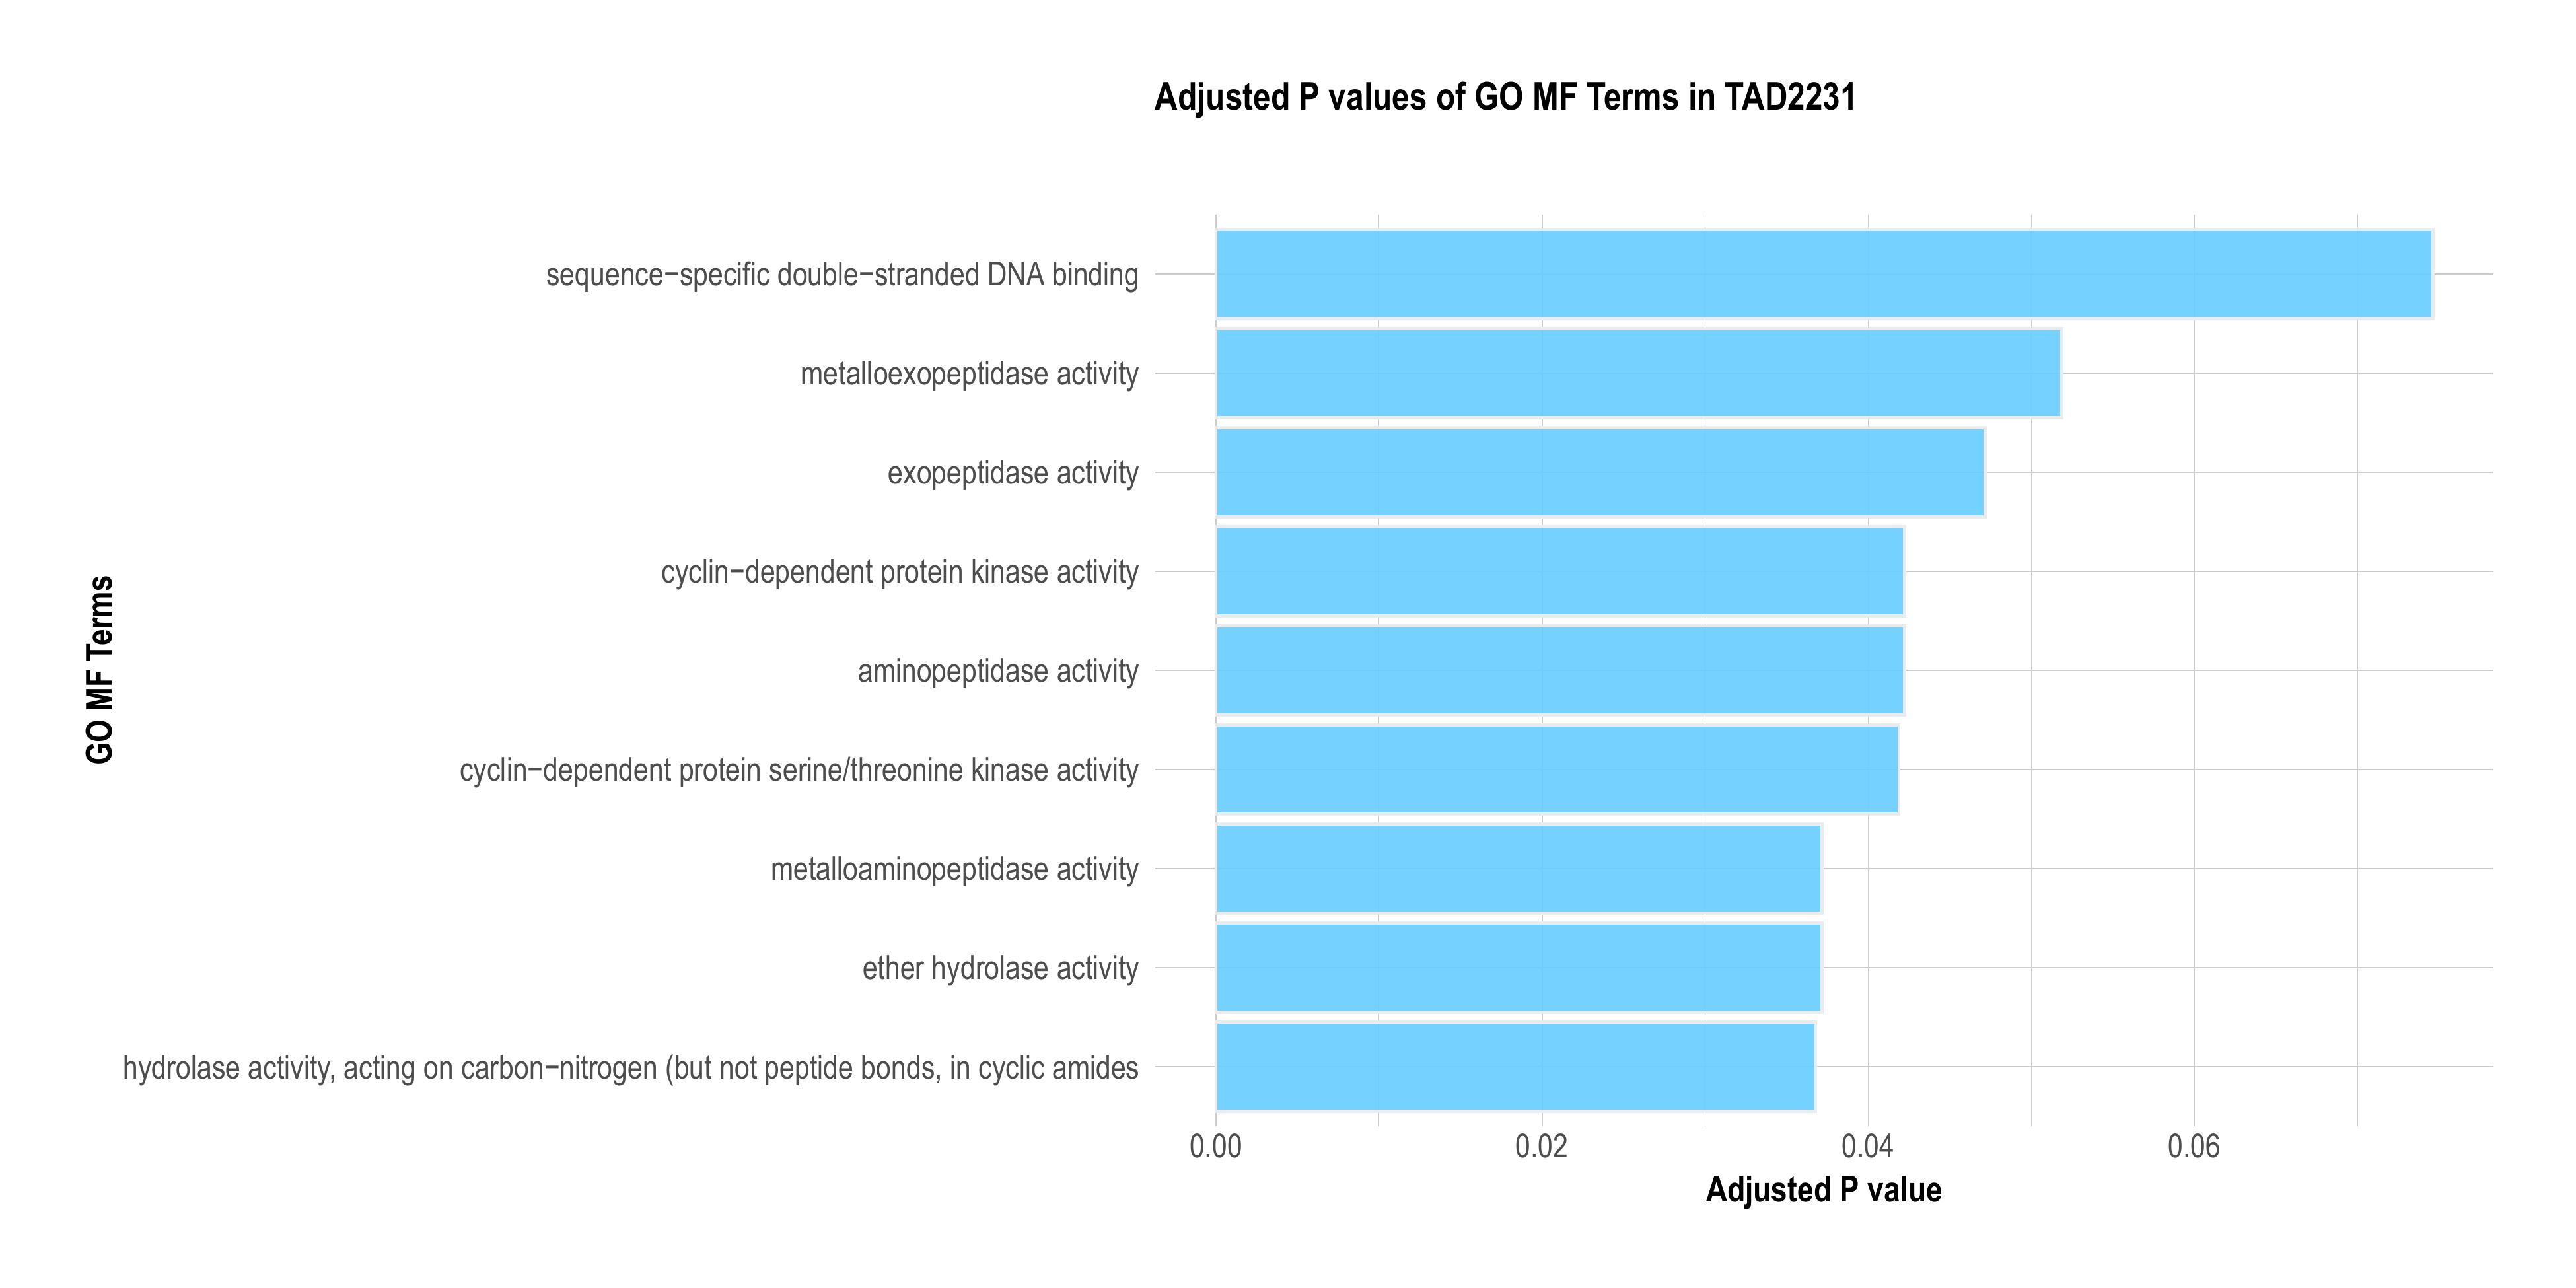 Adjusted P values of GO MF Terms in TAD2231
GO MF Terms
sequence−specific double−stranded DNA binding
metalloexopeptidase activity
exopeptidase activity
cyclin−dependent protein kinase activity
aminopeptidase activity
cyclin−dependent protein serine/threonine kinase activity
metalloaminopeptidase activity
ether hydrolase activity
hydrolase activity, acting on carbon−nitrogen (but not peptide bonds, in cyclic amides
0.00 0.02 0.04 0.06
Adjusted P value